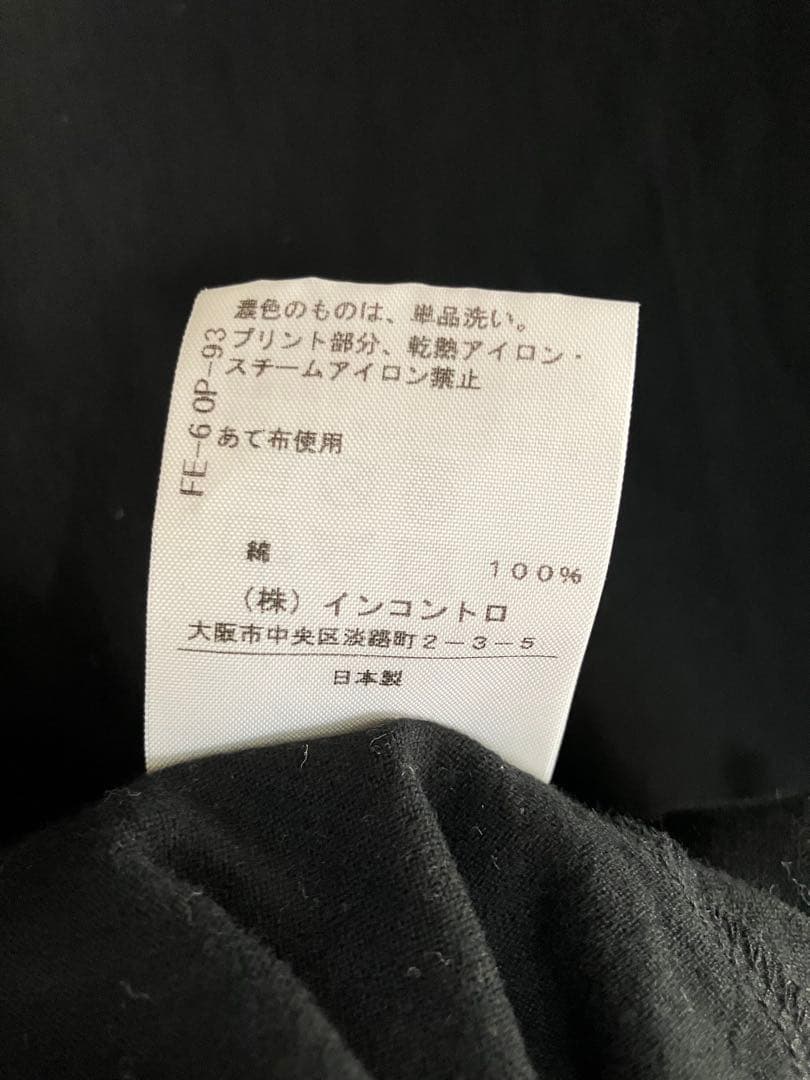 濃色のものは、単品洗い。
プリント部分、乾熱アイロン・
スチームアイロン禁止
あて布使用
FE-60P-93
綿 100%
(株)インコントロ
大阪市中央区淡路町2-3-5
日本製